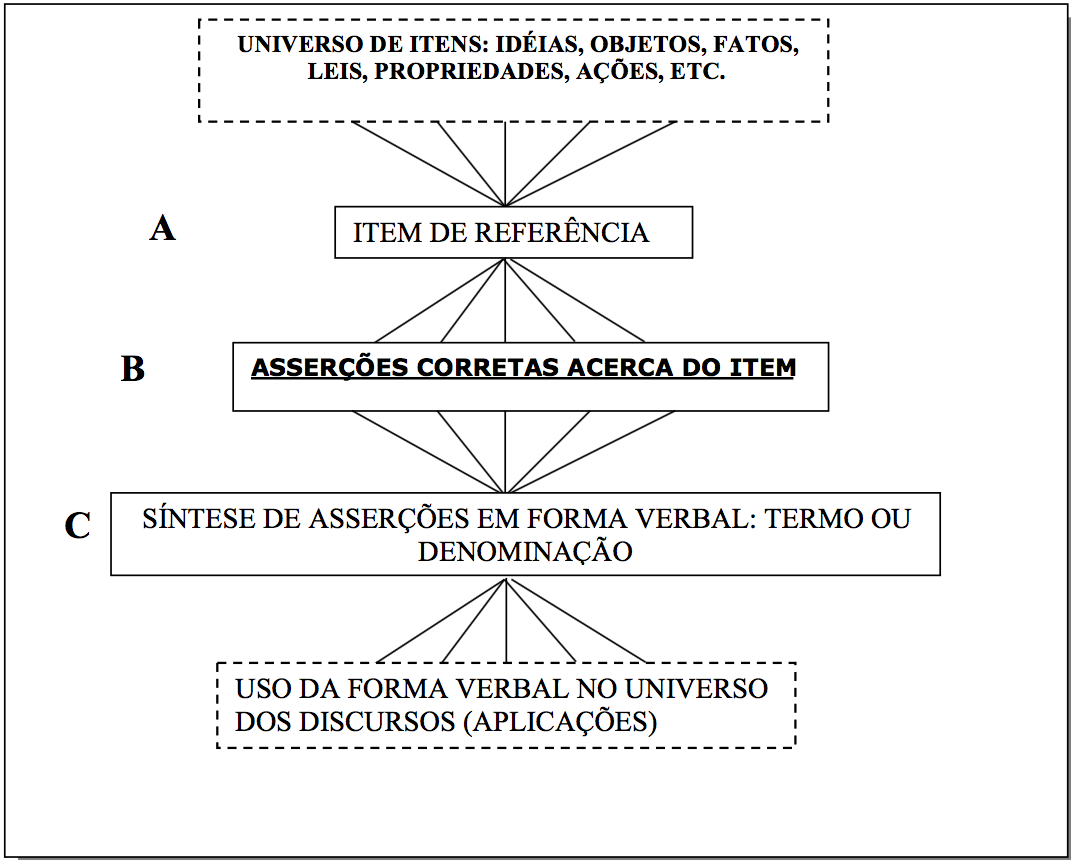 UNIVERSO DE ITENS: IDÉIAS, OBJETOS, FATOS,
LEIS, PROPRIEDADES, AÇÕES, ETC.
A
ITEM DE REFERÊNCIA
B
ASSERÇÕES CORRETAS ACERCA DO ITEM
C
SÍNTESE DE ASSERÇÕES EM FORMA VERBAL: TERMO OU
DENOMINAÇÃO
USO DA FORMA VERBAL NO UNIVERSO
DOS DISCURSOS (APLICAÇÕES)